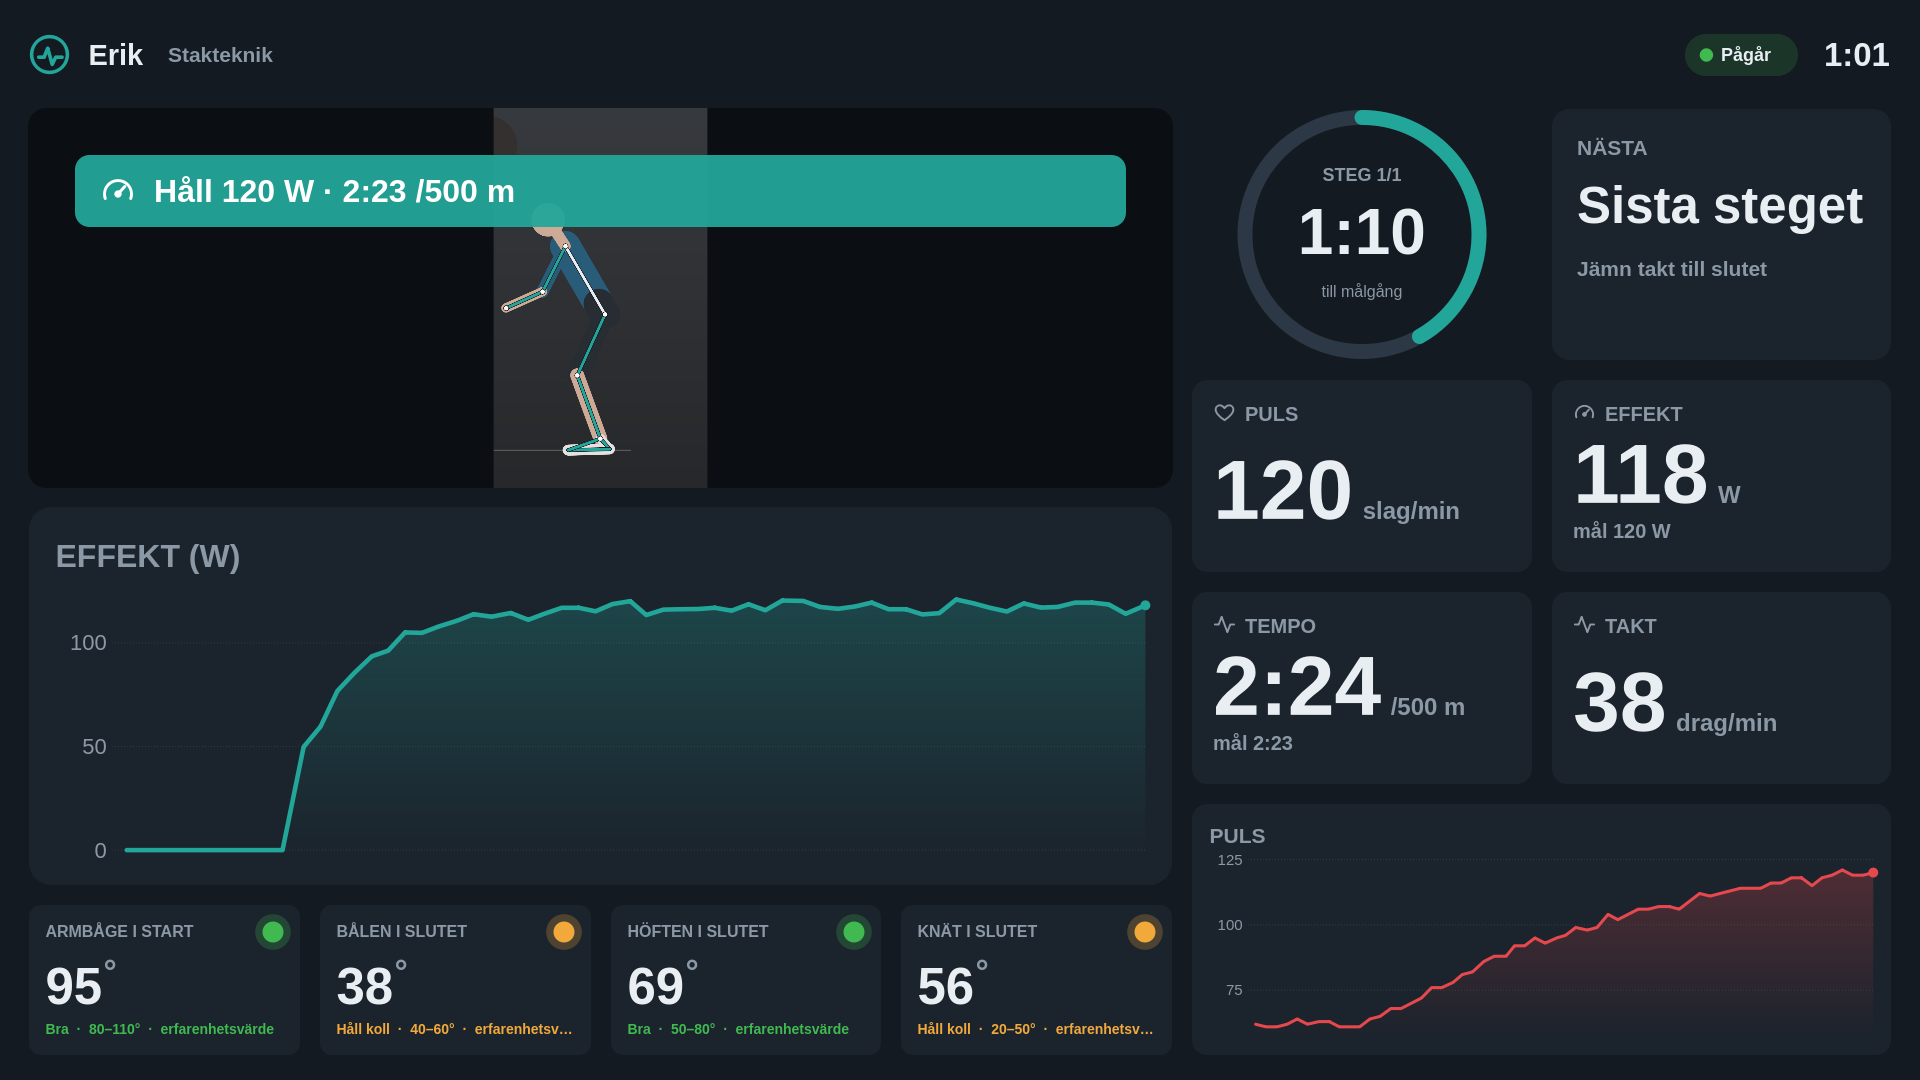 Erik Stakteknik
Pågår 1:01
Håll 120 W · 2:23 /500 m
STEG 1/1
1:10
till målgång
NÄSTA
Sista steget
Jämn takt till slutet
PULS
120 slag/min
EFFEKT
118 W
mål 120 W
TEMPO
2:24 /500 m
mål 2:23
TAKT
38 drag/min
EFFEKT (W)
100
50
0
PULS
125
100
75
ARMBÅGE I START
95°
Bra · 80–110° · erfarenhetsvärde
BÅLEN I SLUTET
38°
Håll koll · 40–60° · erfarenhetsv…
HÖFTEN I SLUTET
69°
Bra · 50–80° · erfarenhetsvärde
KNÄT I SLUTET
56°
Håll koll · 20–50° · erfarenhetsv…